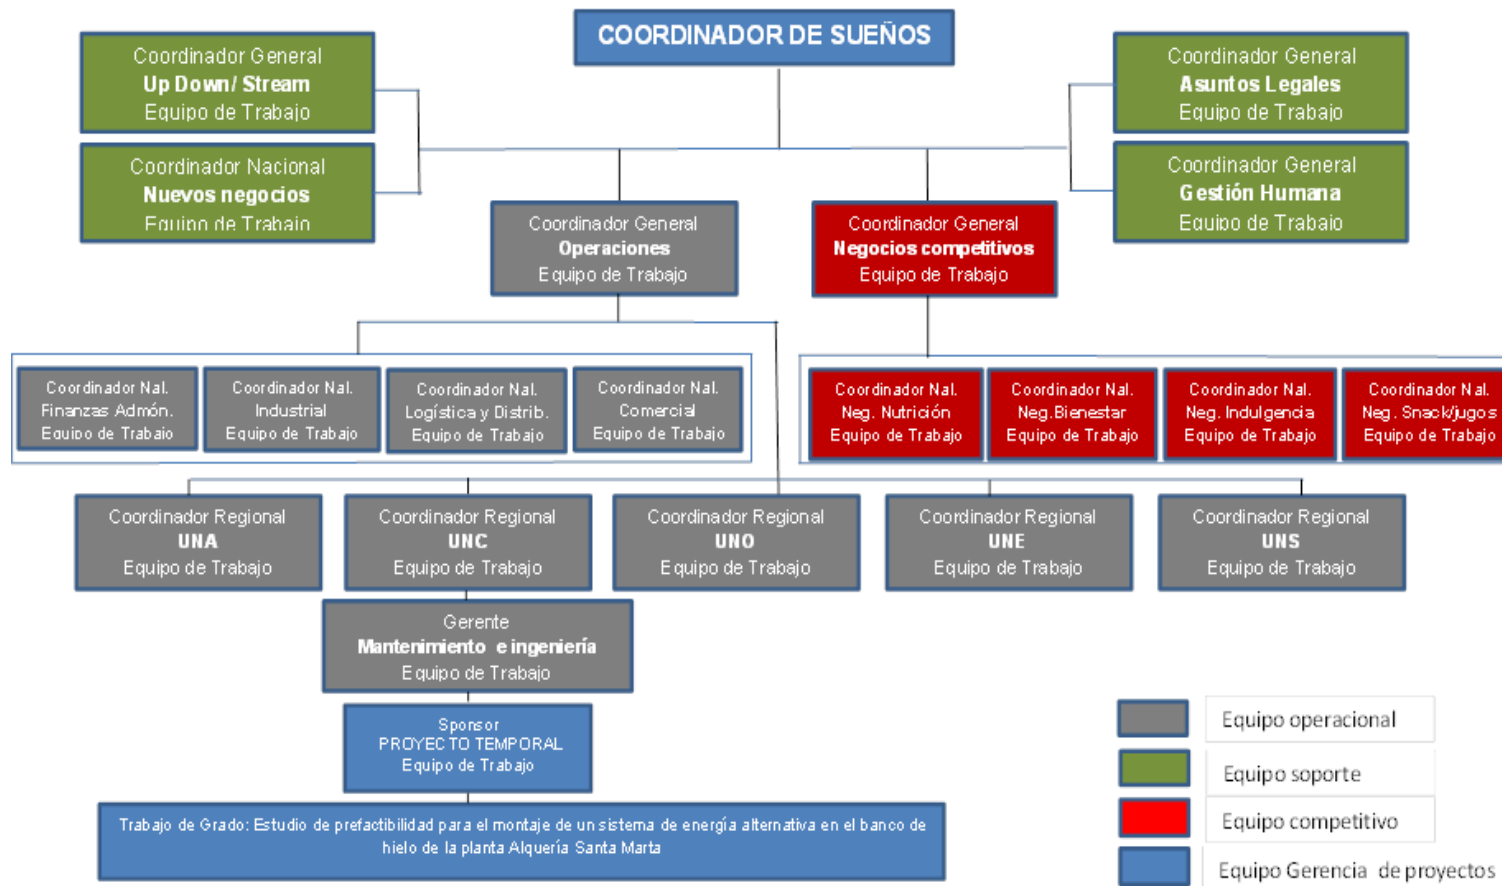 COORDINADOR DE SUEÑOS
Coordinador General
Up Down/ Stream
Equipo de Trabajo
Coordinador Nacional
Nuevos negocios
Equipo de Trabajo
Coordinador General
Asuntos Legales
Equipo de Trabajo
Coordinador General
Gestión Humana
Equipo de Trabajo
Coordinador General
Operaciones
Equipo de Trabajo
Coordinador General
Negocios competitivos
Equipo de Trabajo
Coordinador Nal.
Finanzas Admón.
Equipo de Trabajo
Coordinador Nal.
Industrial
Equipo de Trabajo
Coordinador Nal.
Logística y Distrib.
Equipo de Trabajo
Coordinador Nal.
Comercial
Equipo de Trabajo
Coordinador Nal.
Neg. Nutrición
Equipo de Trabajo
Coordinador Nal.
Neg.Bienestar
Equipo de Trabajo
Coordinador Nal.
Neg. Indulgencia
Equipo de Trabajo
Coordinador Nal.
Neg. Snack/jugos
Equipo de Trabajo
Coordinador Regional
UNA
Equipo de Trabajo
Coordinador Regional
UNC
Equipo de Trabajo
Coordinador Regional
UNO
Equipo de Trabajo
Coordinador Regional
UNE
Equipo de Trabajo
Coordinador Regional
UNS
Equipo de Trabajo
Gerente
Mantenimiento e ingeniería
Equipo de Trabajo
Sponsor
PROYECTO TEMPORAL
Equipo de Trabajo
Trabajo de Grado: Estudio de prefactibilidad para el montaje de un sistema de energía alternativa en el banco de
hielo de la planta Alquería Santa Marta
Equipo operacional
Equipo soporte
Equipo competitivo
Equipo Gerencia de proyectos